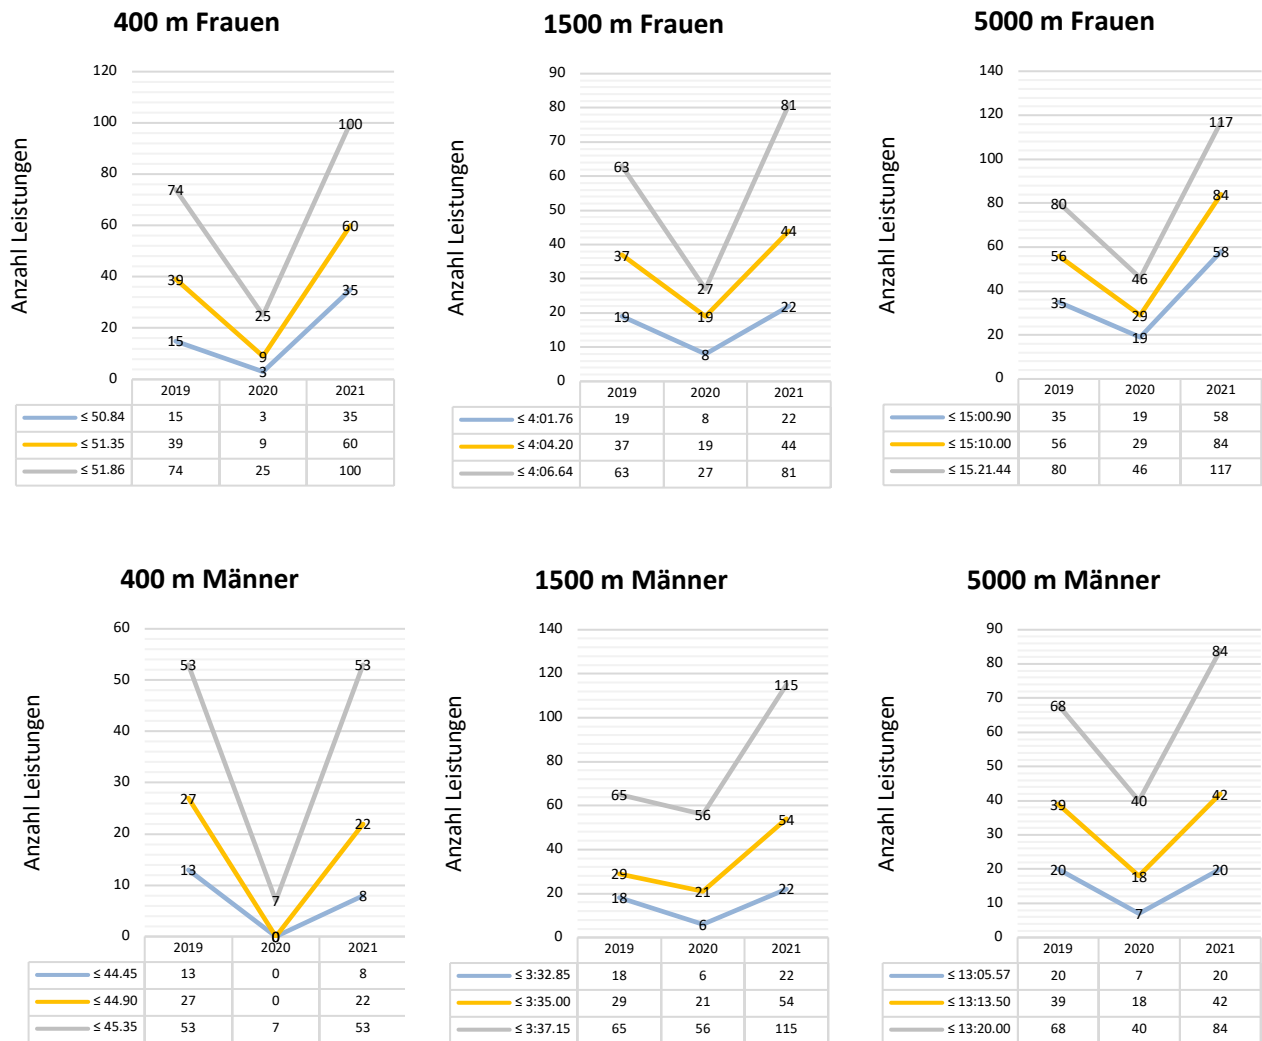 400 m Frauen
Anzahl Leistungen
120
100
80
60
40
20
0
74
39
15
25
9
3
100
60
35
2019 2020 2021
≤ 50.84 15 3 35
≤ 51.35 39 9 60
≤ 51.86 74 25 100
1500 m Frauen
Anzahl Leistungen
90
80
70
60
50
40
30
20
10
0
63
37
19
27
19
8
81
44
22
2019 2020 2021
≤ 4:01.76 19 8 22
≤ 4:04.20 37 19 44
≤ 4:06.64 63 27 81
5000 m Frauen
Anzahl Leistungen
140
120
100
80
60
40
20
0
80
56
35
46
29
19
117
84
58
2019 2020 2021
≤ 15:00.90 35 19 58
≤ 15:10.00 56 29 84
≤ 15.21.44 80 46 117
400 m Männer
Anzahl Leistungen
60
50
40
30
20
10
0
53
27
13
7
0
53
22
8
2019 2020 2021
≤ 44.45 13 0 8
≤ 44.90 27 0 22
≤ 45.35 53 7 53
1500 m Männer
Anzahl Leistungen
140
120
100
80
60
40
20
0
65
29
18
56
21
6
115
54
22
2019 2020 2021
≤ 3:32.85 18 6 22
≤ 3:35.00 29 21 54
≤ 3:37.15 65 56 115
5000 m Männer
Anzahl Leistungen
90
80
70
60
50
40
30
20
10
0
68
39
20
40
18
7
84
42
20
2019 2020 2021
≤ 13:05.57 20 7 20
≤ 13:13.50 39 18 42
≤ 13:20.00 68 40 84